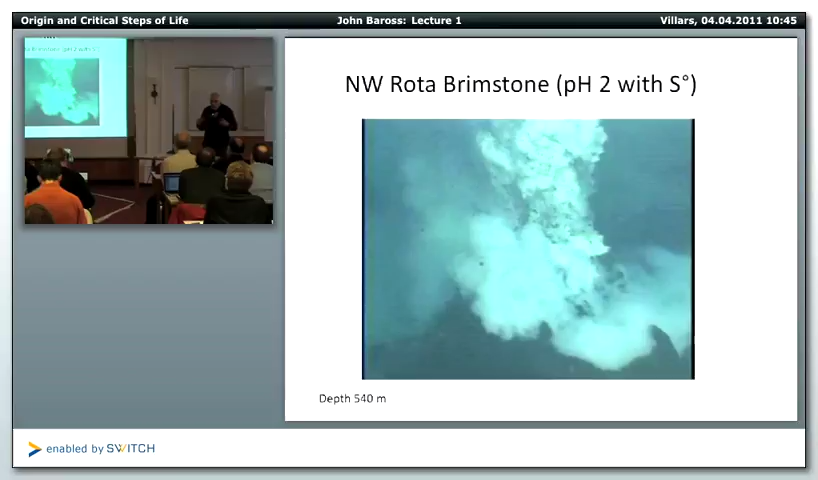 Origin and Critical Steps of Life
John Baross: Lecture 1
Villars, 04.04.2011 10:45
NW Rota Brimstone (pH 2 with S°)
Depth 540 m
enabled by SWITCH